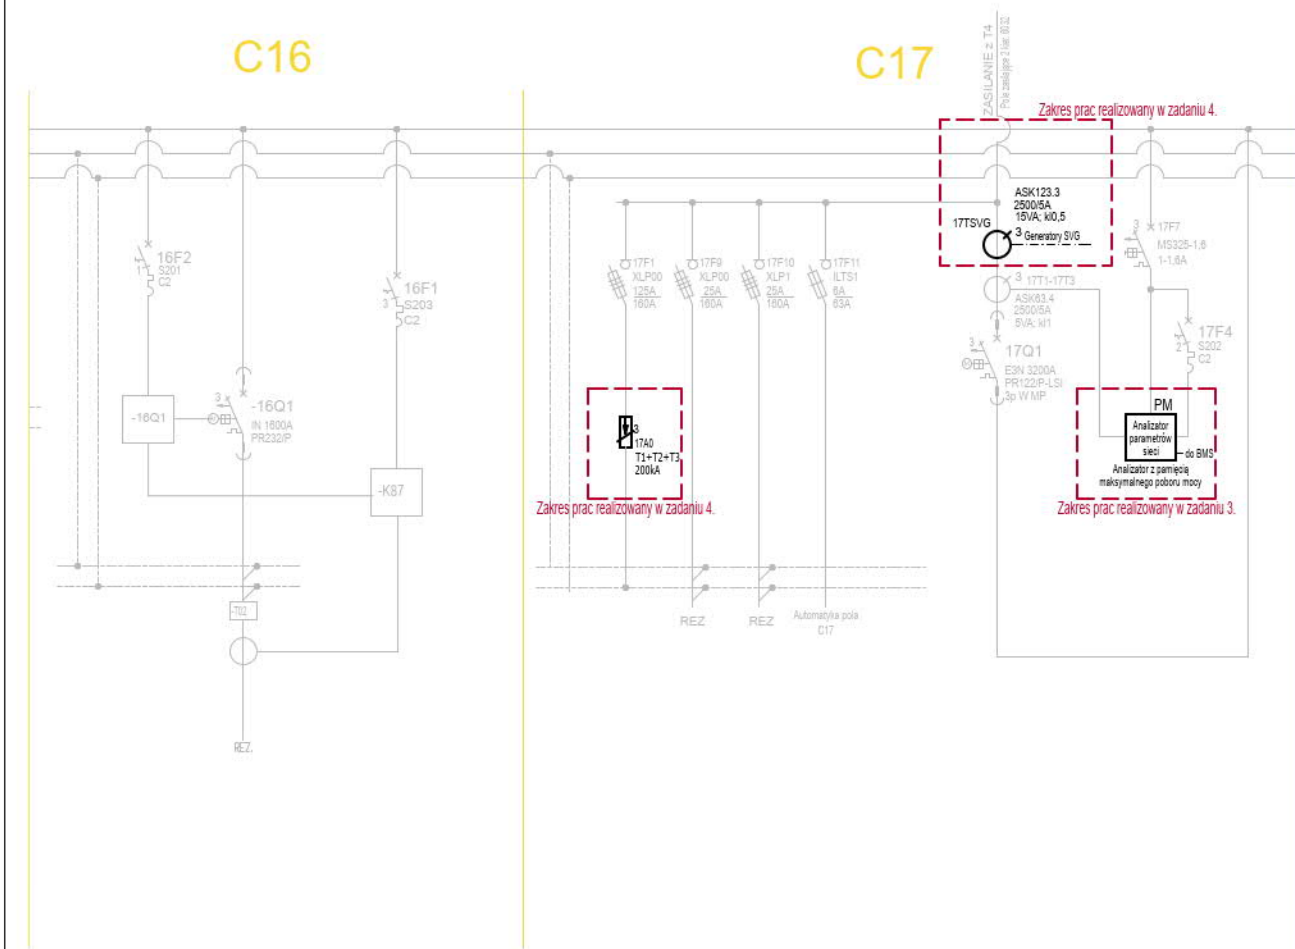 C16
C17
ZASILANIE z T4
Zakres prac realizowany w zadaniu 4.
ASK123.3
2500/5A
15VA; kl0,5
17TSVG
3 Generatory SVG
3 17F7
MS325-1,6
1-1,6A
16F2
S201
C2
1
16F1
S203
C2
3
17F1
XLP00
125A
160A
17F9
XLP00
25A
160A
17F10
XLP1
25A
160A
17F11
ILTS1
6A
63A
3 17T1-17T3
ASK63.4
2500/5A
5VA; kl1
17F4
S202
C2
2
3
17Q1
E3N 3200A
PR122/P-LSI
3p W MP
-16Q1
3
-16Q1
IN 1600A
PR232/P
3
17A0
T1+T2+T3
200kA
Zakres prac realizowany w zadaniu 4.
PM
Analizator
parametrów
sieci
do BMS
Analizator z pamięcią
maksymalnego poboru mocy
Zakres prac realizowany w zadaniu 3.
-K87
-T02
REZ
REZ
Automatyka pola
C17
REZ.